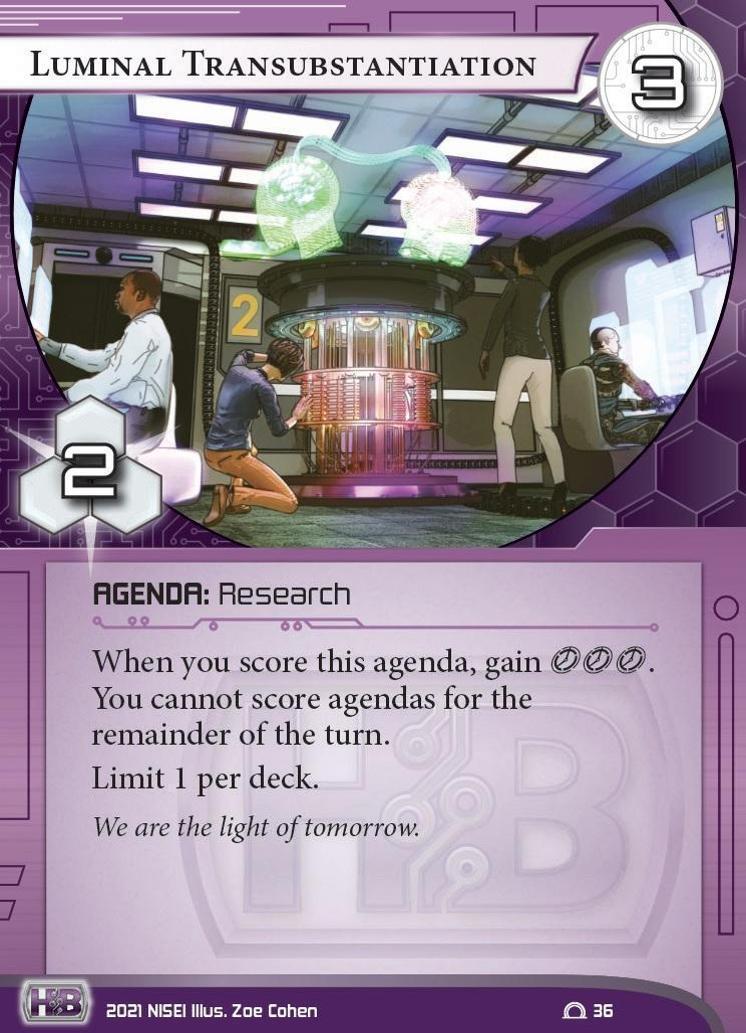 Luminal Transubstantiation
3
2
2
AGENDA: Research
When you score this agenda, gain .
You cannot score agendas for the
remainder of the turn.
Limit 1 per deck.
We are the light of tomorrow.
HB
HB
2021 NISEI Illus. Zoe Cohen
36